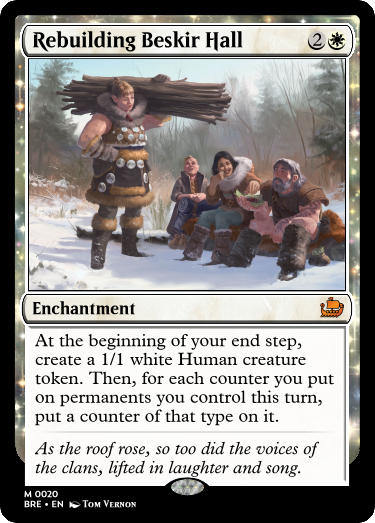 Rebuilding Beskir Hall 2
Enchantment
At the beginning of your end step,
create a 1/1 white Human creature
token. Then, for each counter you put
on permanents you control this turn,
put a counter of that type on it.
As the roof rose, so too did the voices of
the clans, lifted in laughter and song.
M 0020
BRE • EN Tom Vernon